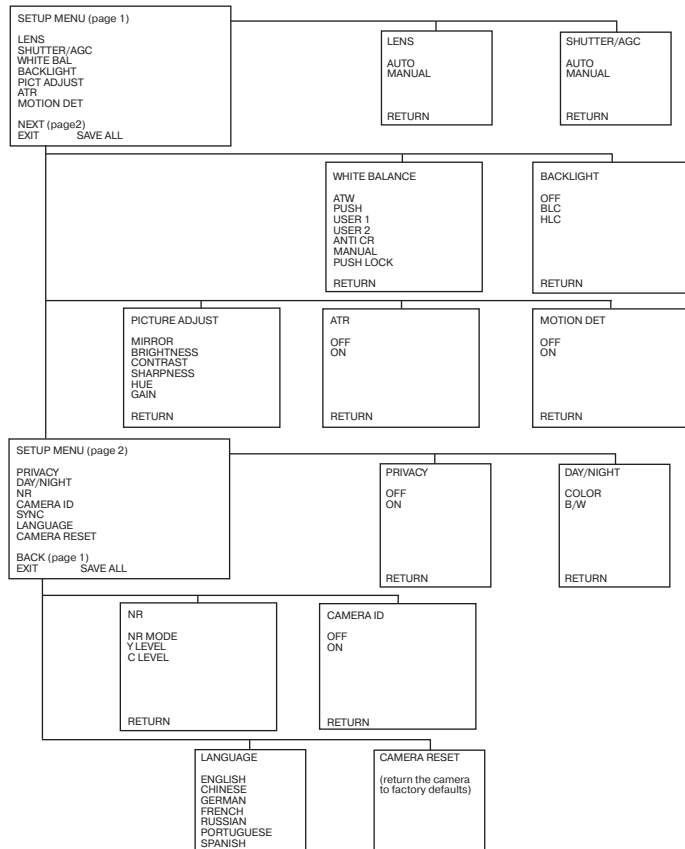 SETUP MENU (page 1)
LENS
SHUTTER/AGC
WHITE BAL
BACKLIGHT
PICT ADJUST
ATR
MOTION DET
NEXT (page2)
EXIT SAVE ALL
LENS
AUTO
MANUAL
RETURN
SHUTTER/AGC
AUTO
MANUAL
RETURN
WHITE BALANCE
ATW
PUSH
USER 1
USER 2
ANTI CR
MANUAL
PUSH LOCK
RETURN
BACKLIGHT
OFF
BLC
HLC
RETURN
PICTURE ADJUST
MIRROR
BRIGHTNESS
CONTRAST
SHARPNESS
HUE
GAIN
RETURN
ATR
OFF
ON
RETURN
MOTION DET
OFF
ON
RETURN
SETUP MENU (page 2)
PRIVACY
DAY/NIGHT
NR
CAMERA ID
SYNC
LANGUAGE
CAMERA RESET
BACK (page 1)
EXIT SAVE ALL
PRIVACY
OFF
ON
RETURN
DAY/NIGHT
COLOR
B/W
RETURN
NR
NR MODE
Y LEVEL
C LEVEL
RETURN
CAMERA ID
OFF
ON
RETURN
LANGUAGE
ENGLISH
CHINESE
GERMAN
FRENCH
RUSSIAN
PORTUGUESE
SPANISH
CAMERA RESET
(return the camera
to factory defaults)